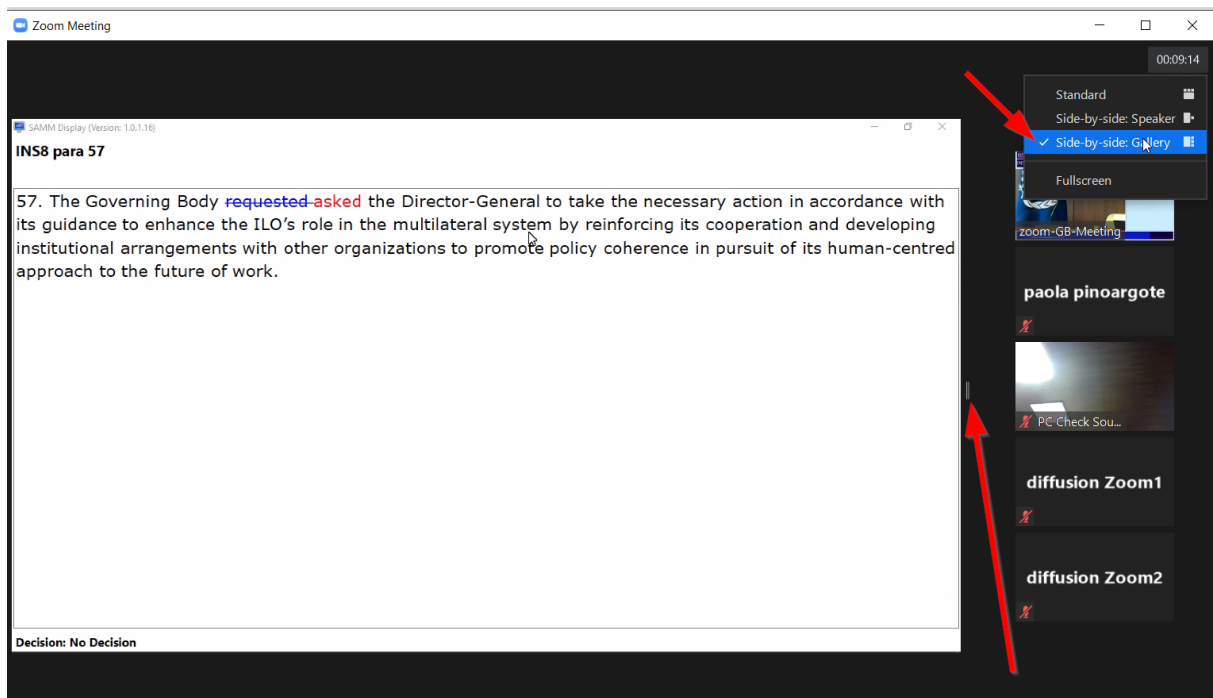 Zoom Meeting
00:09:14
Standard
Side-by-side: Speaker
Side-by-side: Gallery
Fullscreen
SAMM Display (Version: 1.0.1.16)
INS8 para 57
57. The Governing Body requested asked the Director-General to take the necessary action in accordance with
its guidance to enhance the ILO’s role in the multilateral system by reinforcing its cooperation and developing
institutional arrangements with other organizations to promote policy coherence in pursuit of its human-centred
approach to the future of work.
Decision: No Decision
zoom-GB-Meeting
paola pinoargote
PC Check Sou...
diffusion Zoom1
diffusion Zoom2